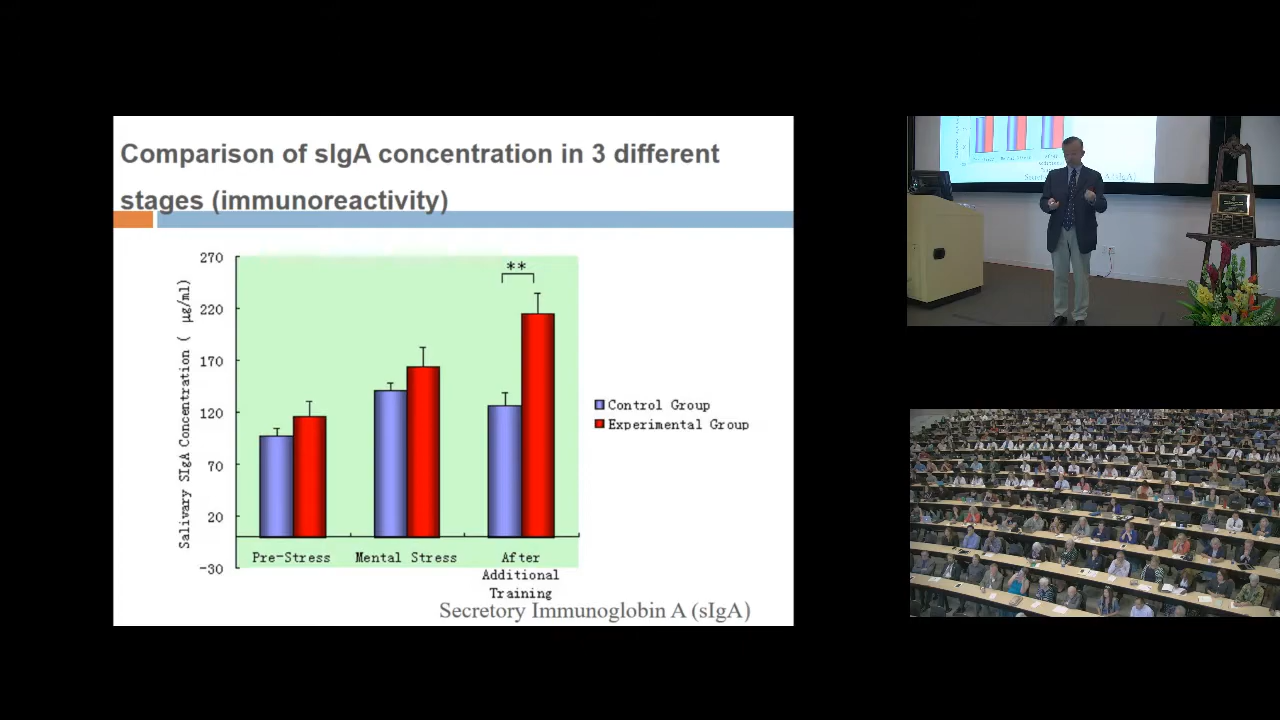 Comparison of sIgA concentration in 3 different
stages (immunoreactivity)
270
220
170
120
70
20
-30
Salivary SIgA Concentration ( μg/ml)
**
Control Group
Experimental Group
Pre-Stress
Mental Stress
After
Additional
Training
Secretory Immunoglobin A (sIgA)